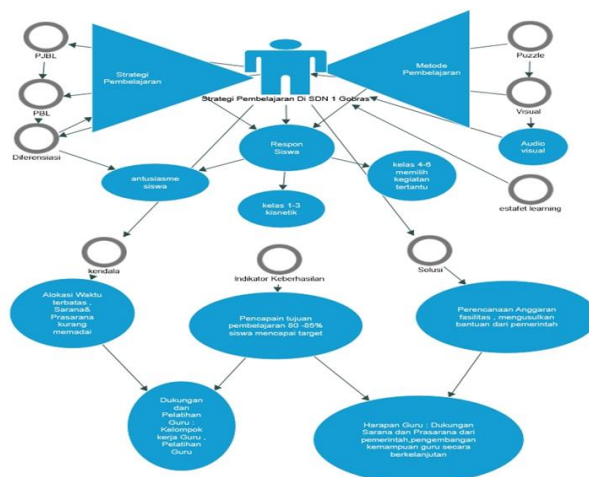 PJBL
Strategi
Pembelajaran
PBL
Diferensiasi
Strategi Pembelajaran Di SDN 1 Gobras
Metode
Pembelajaran
Puzzle
Visual
Audio
visual
estafet learning
Respon
Siswa
antusiasme
siswa
kelas 1-3
kisnetik
kelas 4-6
memilih
kegiatan
tertantu
kendala
Indikator Keberhasilan
Solusi
Alokasi Waktu
terbatas ,
Sarana&
Prasarana
kurang
memadai
Pencapain tujuan
pembelajaran 80 -85%
siswa mencapai target
Perencanaan Anggaran
fasilitas , mengusulkan
bantuan dari pemerintah
Dukungan
dan
Pelatihan
Guru :
Kelompok
kerja Guru ,
Pelatihan
Guru
Harapan Guru : Dukungan
Sarana dan Prasarana dari
pemerintah,pengembangan
kemampuan guru secara
berkelanjutan